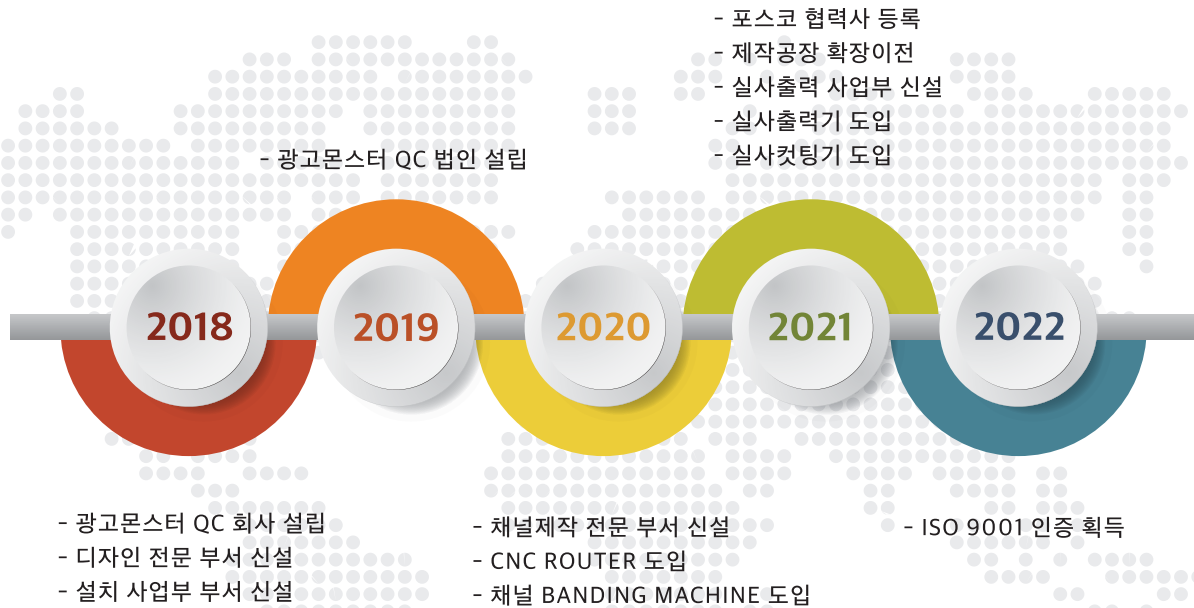 - 포스코 협력사 등록
- 제작공장 확장이전
- 실사출력 사업부 신설
- 실사출력기 도입
- 실사컷팅기 도입
- 광고몬스터 QC 법인 설립
2018
2019
2020
2021
2022
- 광고몬스터 QC 회사 설립
- 디자인 전문 부서 신설
- 설치 사업부 부서 신설
- 채널제작 전문 부서 신설
- CNC ROUTER 도입
- 채널 BANDING MACHINE 도입
- ISO 9001 인증 획득